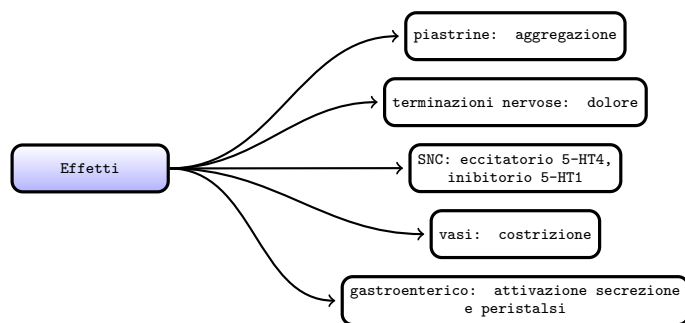 piastrine: aggregazione
terminazioni nervose: dolore
Effetti
SNC: eccitatorio 5-HT4,
inibitorio 5-HT1
vasi: costrizione
gastroenterico: attivazione secrezione
e peristalsi